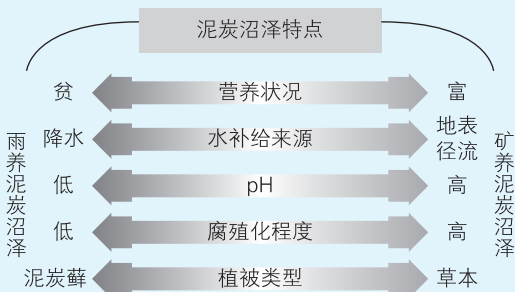 泥炭沼泽特点
贫 营养状况 富
降水 水补给来源 地表径流
低 pH 高
低 腐殖化程度 高
泥炭藓 植被类型 草本
雨养泥炭沼泽
矿养泥炭沼泽